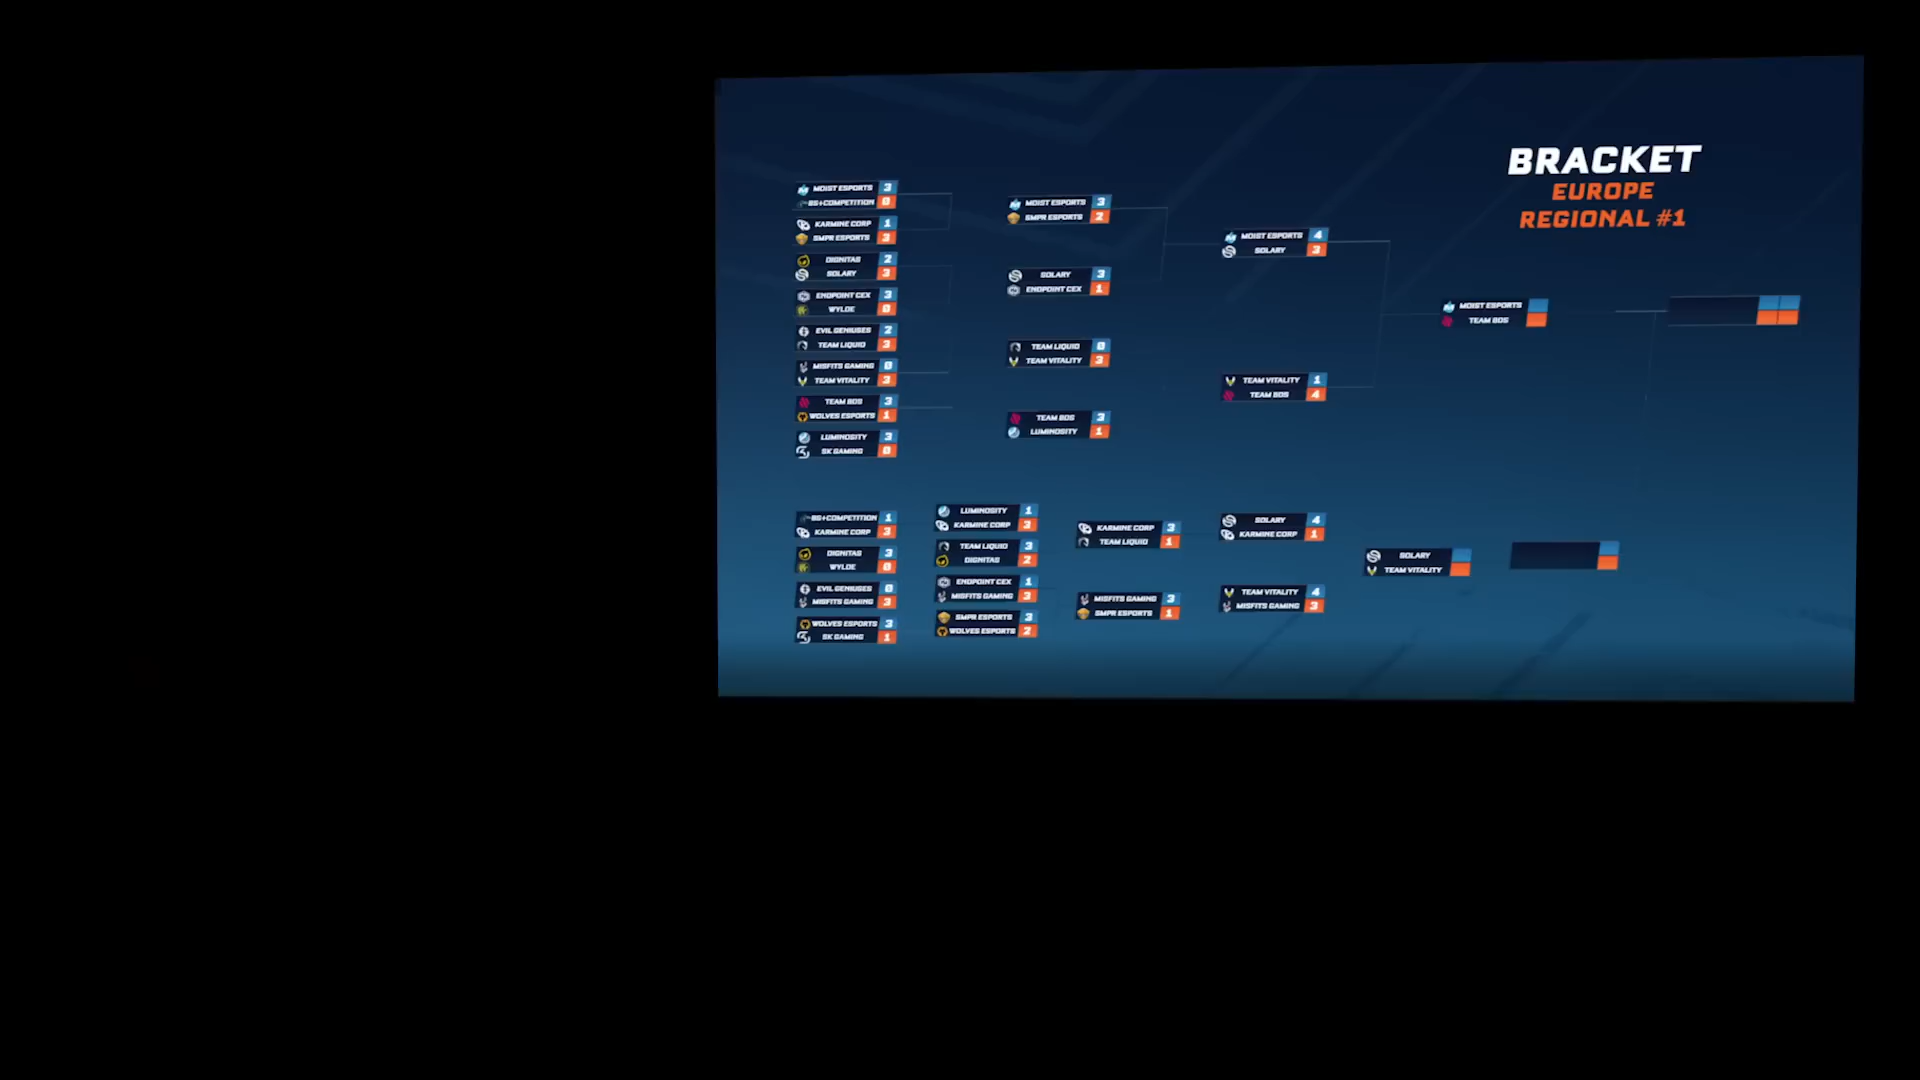 BRACKET
EUROPE
REGIONAL #1
MOIST ESPORTS 3
BS+COMPETITION 0
KARMINE CORP 1
SMPR ESPORTS 3
DIGNITAS 2
SOLARY 3
ENDPOINT CEX 3
WYLDE 0
EVIL GENIUSES 2
TEAM LIQUID 3
MISFITS GAMING 0
TEAM VITALITY 3
TEAM BDS 3
WOLVES ESPORTS 1
LUMINOSITY 3
SK GAMING 0
MOIST ESPORTS 3
SMPR ESPORTS 2
SOLARY 3
ENDPOINT CEX 1
TEAM LIQUID 0
TEAM VITALITY 3
TEAM BDS 3
LUMINOSITY 1
MOIST ESPORTS 4
SOLARY 3
TEAM VITALITY 1
TEAM BDS 4
MOIST ESPORTS
TEAM BDS
BS+COMPETITION 1
KARMINE CORP 3
DIGNITAS 3
WYLDE 0
EVIL GENIUSES 0
MISFITS GAMING 3
WOLVES ESPORTS 3
SK GAMING 1
LUMINOSITY 1
KARMINE CORP 3
TEAM LIQUID 3
DIGNITAS 2
ENDPOINT CEX 1
MISFITS GAMING 3
SMPR ESPORTS 3
WOLVES ESPORTS 2
KARMINE CORP 3
TEAM LIQUID 1
MISFITS GAMING 3
SMPR ESPORTS 1
SOLARY 4
KARMINE CORP 1
TEAM VITALITY 4
MISFITS GAMING 3
SOLARY
TEAM VITALITY